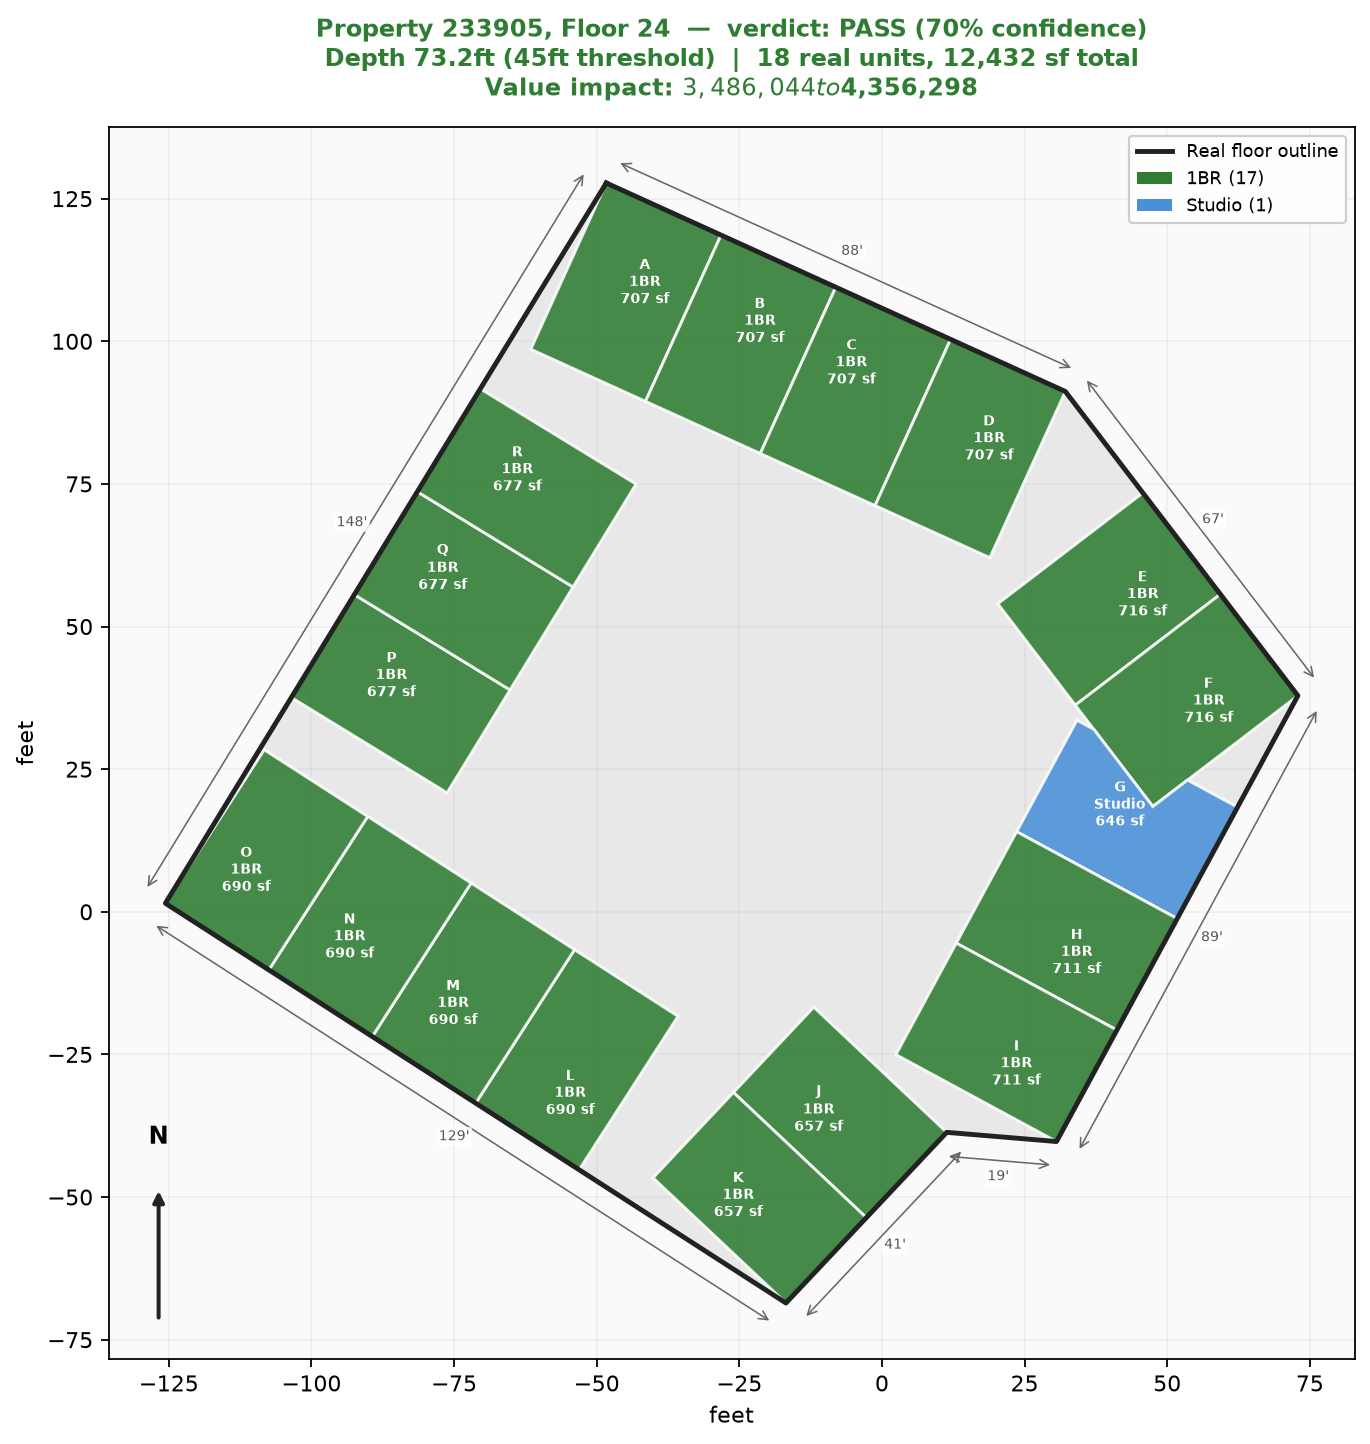 Property 233905, Floor 24 — verdict: PASS (70% confidence)
Depth 73.2ft (45ft threshold) | 18 real units, 12,432 sf total
Value impact: 3,486,044to4,356,298
Real floor outline
1BR (17)
Studio (1)
125
100
75
50
25
0
−25
−50
−75
−125
−100
−75
−50
−25
0
25
50
75
feet
feet
88'
67'
148'
89'
129'
19'
41'
A
1BR
707 sf
B
1BR
707 sf
C
1BR
707 sf
D
1BR
707 sf
R
1BR
677 sf
Q
1BR
677 sf
P
1BR
677 sf
E
1BR
716 sf
F
1BR
716 sf
G
Studio
646 sf
O
1BR
690 sf
N
1BR
690 sf
M
1BR
690 sf
L
1BR
690 sf
H
1BR
711 sf
I
1BR
711 sf
J
1BR
657 sf
K
1BR
657 sf
N